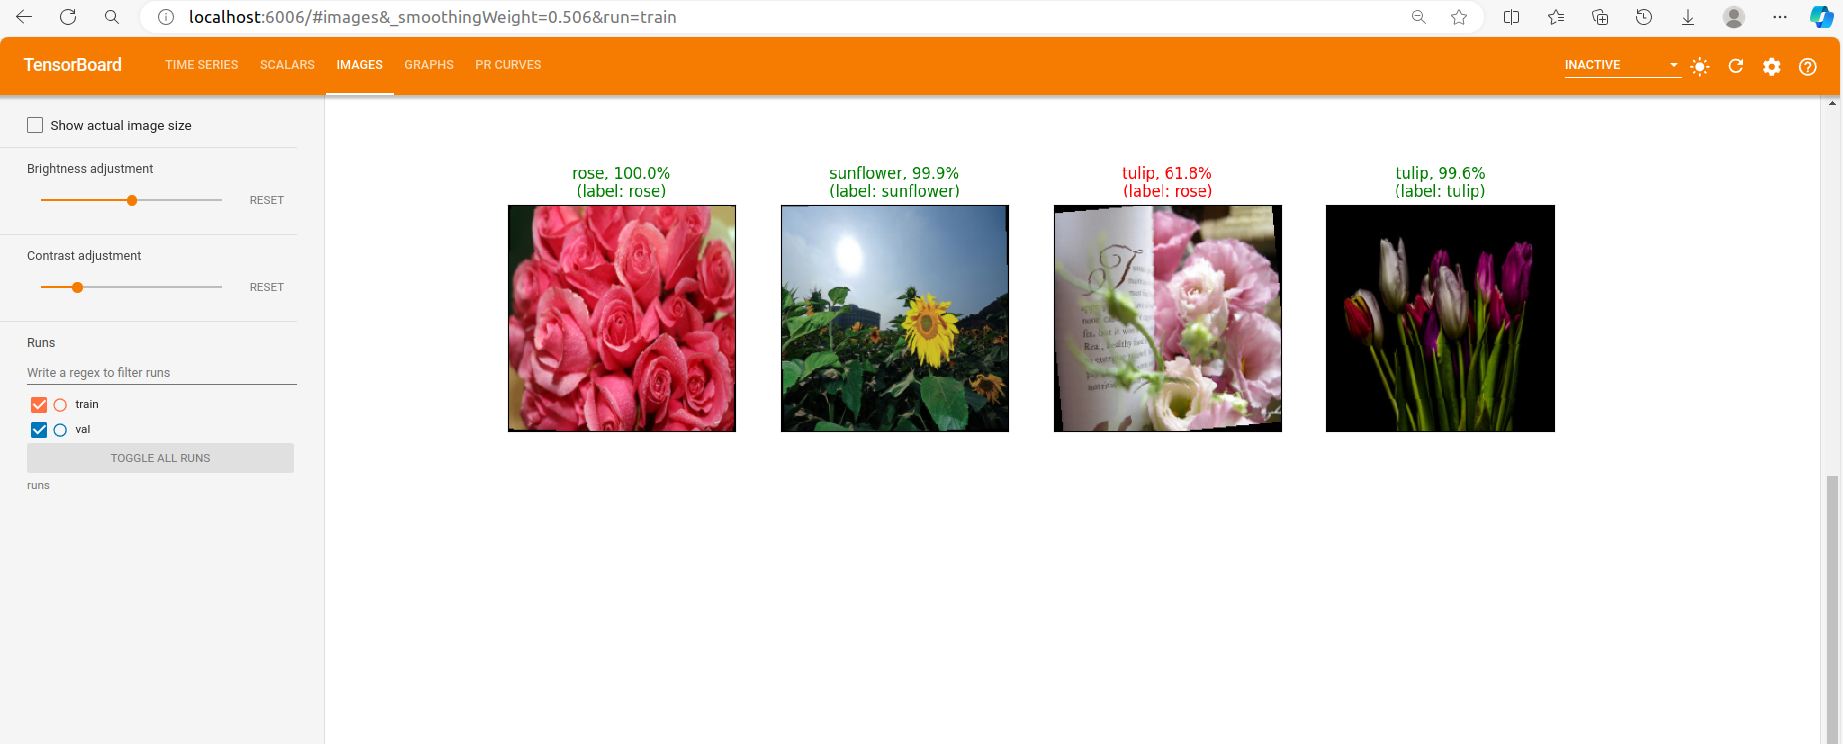 localhost:6006/#images&_smoothingWeight=0.506&run=train
TensorBoard
TIME SERIES SCALARS IMAGES GRAPHS PR CURVES
INACTIVE
Show actual image size
Brightness adjustment
RESET
Contrast adjustment
RESET
Runs
Write a regex to filter runs
train
val
TOGGLE ALL RUNS
runs
rose, 100.0%
(label: rose)
sunflower, 99.9%
(label: sunflower)
tulip, 61.8%
(label: rose)
tulip, 99.6%
(label: tulip)